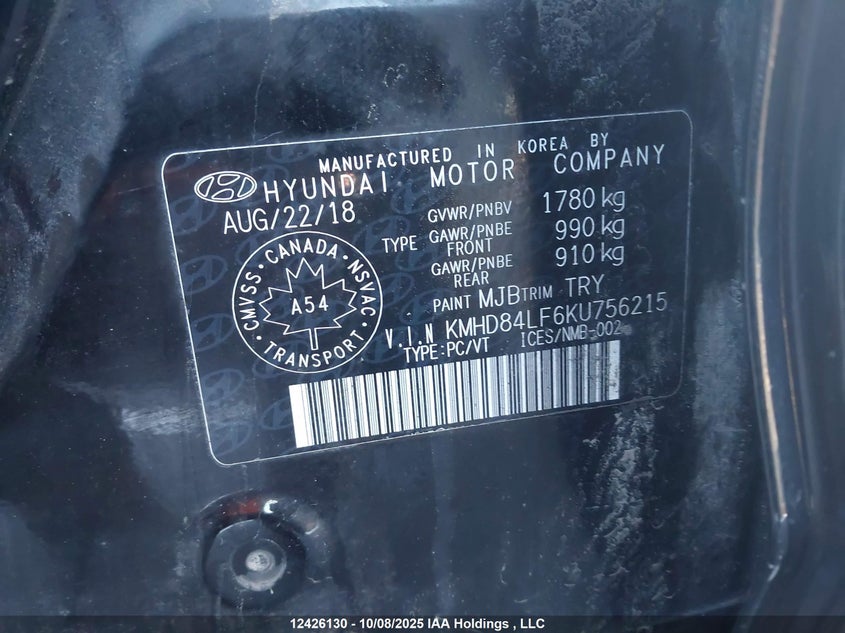 MANUFACTURED IN KOREA BY
HYUNDAI MOTOR COMPANY
AUG/22/18
GVWR/PNBV 1780 kg
TYPE GAWR/PNBE FRONT 990 kg
GAWR/PNBE REAR 910 kg
PAINT MJB TRIM TRY
CMVSS • CANADA • NSVAC • TRANSPORT •
A54
V.I.N KMHD84LF6KU756215
TYPE:PC/VT ICES/NMB-002
12426130 - 10/08/2025 IAA Holdings , LLC